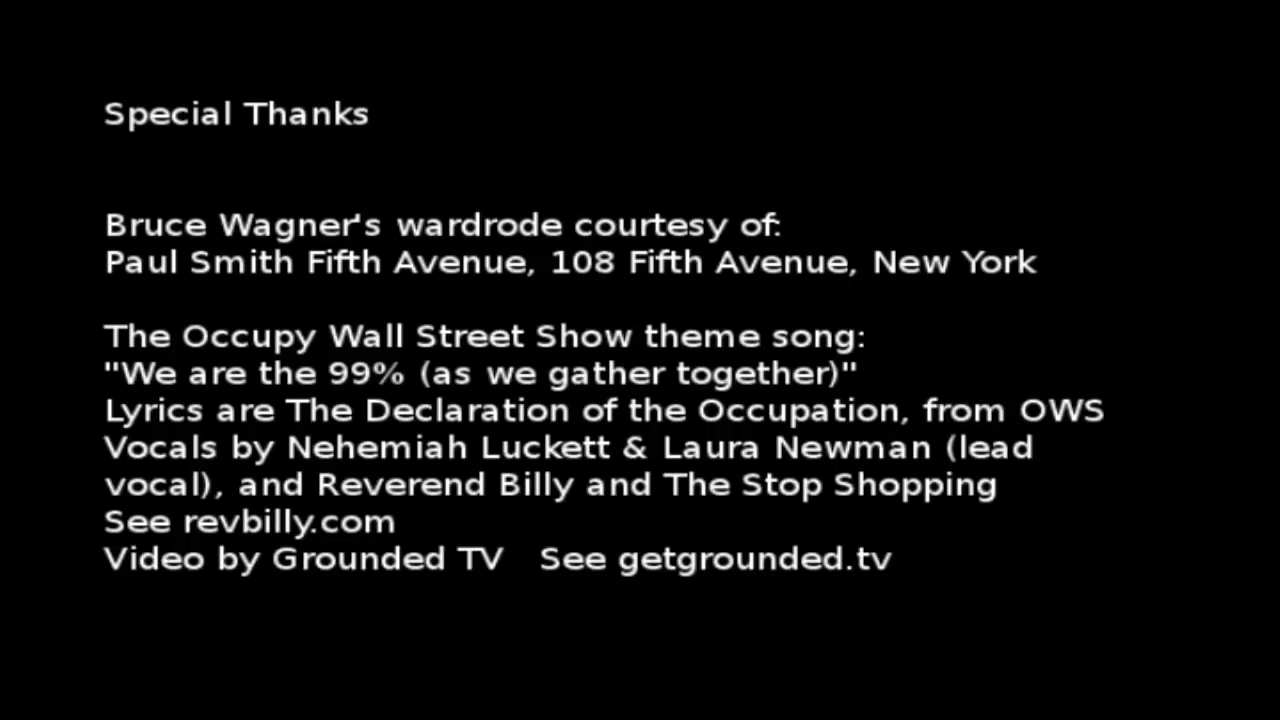 Special Thanks
Bruce Wagner's wardrode courtesy of:
Paul Smith Fifth Avenue, 108 Fifth Avenue, New York
The Occupy Wall Street Show theme song:
"We are the 99% (as we gather together)"
Lyrics are The Declaration of the Occupation, from OWS
Vocals by Nehemiah Luckett & Laura Newman (lead
vocal), and Reverend Billy and The Stop Shopping
See revbilly.com
Video by Grounded TV   See getgrounded.tv